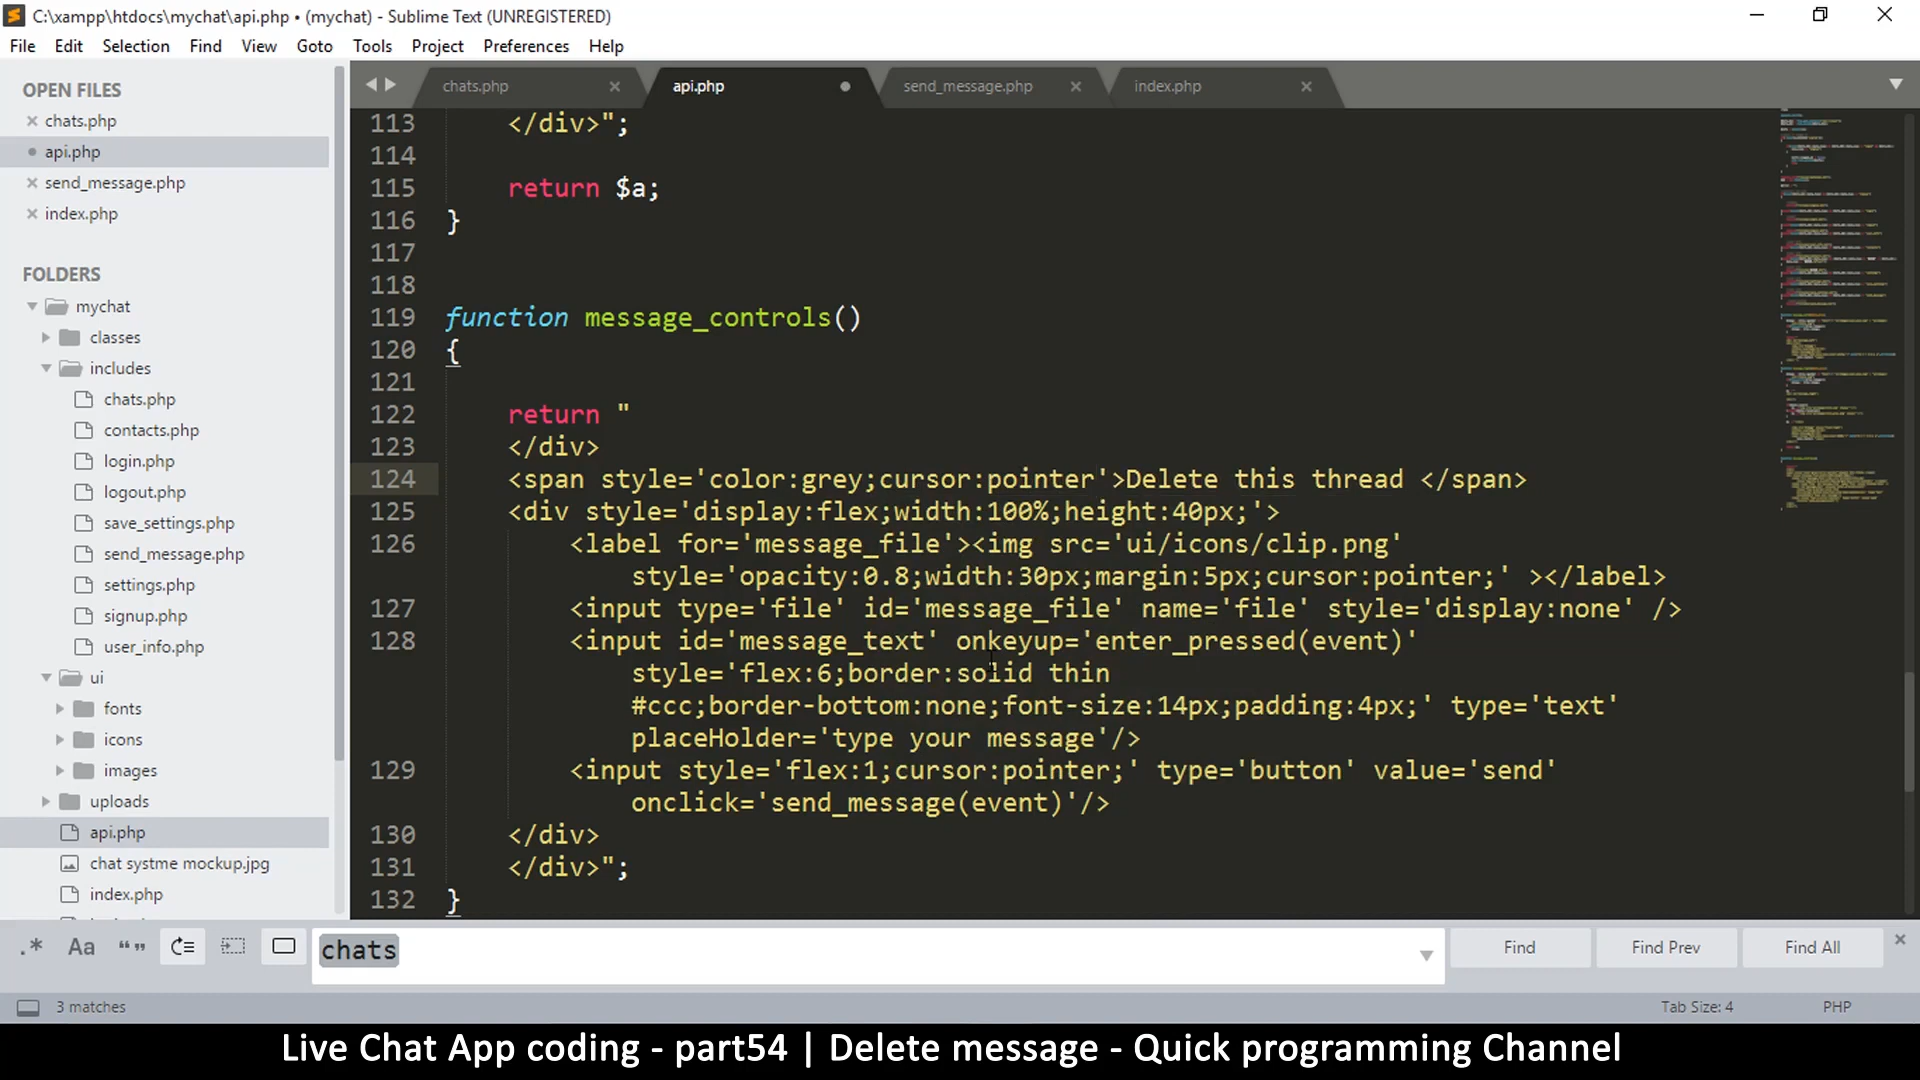 C:\xampp\htdocs\mychat\api.php • (mychat) - Sublime Text (UNREGISTERED)
File Edit Selection Find View Goto Tools Project Preferences Help
OPEN FILES
chats.php
api.php
send_message.php
index.php
FOLDERS
mychat
classes
includes
chats.php
contacts.php
login.php
logout.php
save_settings.php
send_message.php
settings.php
signup.php
user_info.php
ui
fonts
icons
images
uploads
api.php
chat systme mockup.jpg
index.php
chats.php api.php send_message.php index.php
113 </div>";
114
115 return $a;
116 }
117
118
119 function message_controls()
120 {
121
122 return "
123 </div>
124 <span style='color:grey;cursor:pointer'>Delete this thread </span>
125 <div style='display:flex;width:100%;height:40px;'>
126 <label for='message_file'><img src='ui/icons/clip.png'
style='opacity:0.8;width:30px;margin:5px;cursor:pointer;' ></label>
127 <input type='file' id='message_file' name='file' style='display:none' />
128 <input id='message_text' onkeyup='enter_pressed(event)'
style='flex:6;border:solid thin
#ccc;border-bottom:none;font-size:14px;padding:4px;' type='text'
placeHolder='type your message'/>
129 <input style='flex:1;cursor:pointer;' type='button' value='send'
onclick='send_message(event)'/>
130 </div>
131 </div>";
132 }
.* Aa “ ” chats Find Find Prev Find All
3 matches Tab Size: 4 PHP
Live Chat App coding - part54 | Delete message - Quick programming Channel